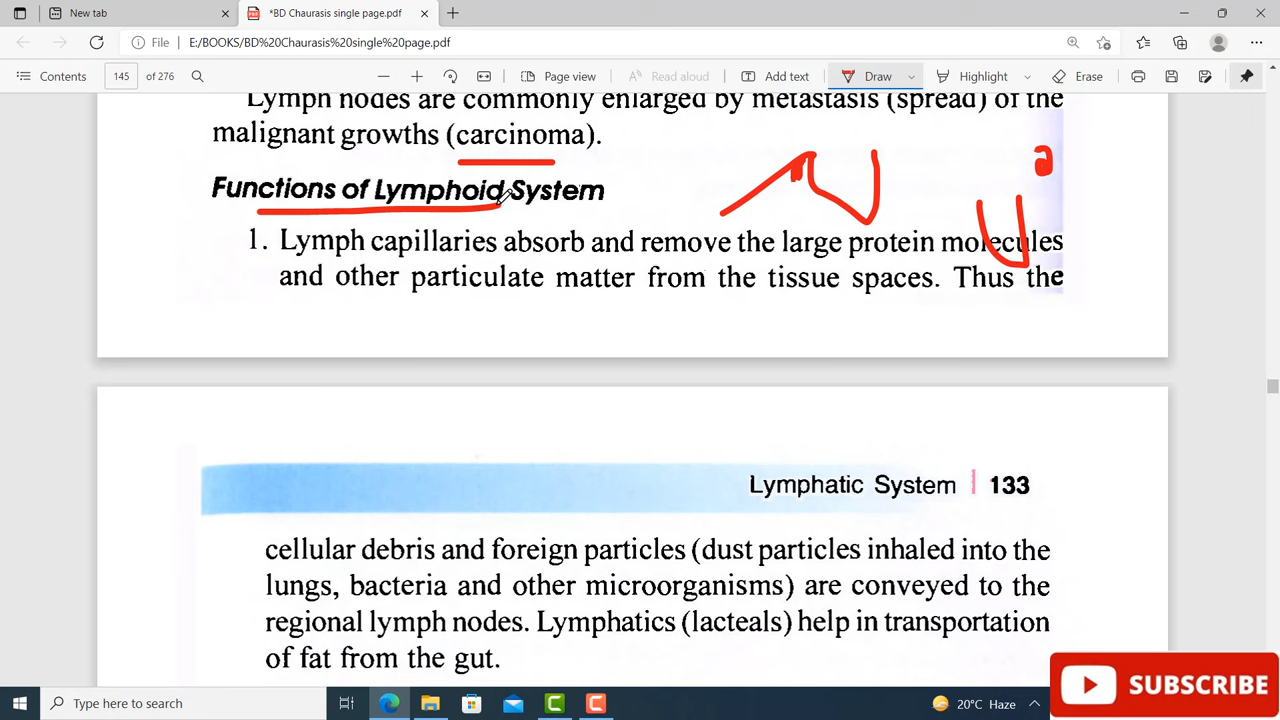 New tab
*BD Chaurasis single page.pdf
File
E:/BOOKS/BD%20Chaurasis%20single%20page.pdf
Contents
145 of 276
Page view
Read aloud
Add text
Draw
Highlight
Erase
Lymph nodes are commonly enlarged by metastasis (spread) of the
malignant growths (carcinoma).
Functions of Lymphoid System
1. Lymph capillaries absorb and remove the large protein molecules
and other particulate matter from the tissue spaces. Thus the
Lymphatic System | 133
cellular debris and foreign particles (dust particles inhaled into the
lungs, bacteria and other microorganisms) are conveyed to the
regional lymph nodes. Lymphatics (lacteals) help in transportation
of fat from the gut.
SUBSCRIBE
Type here to search
20°C Haze